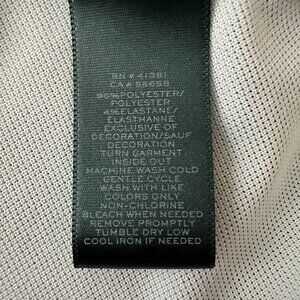 RN # 41381
CA # 56658
96% POLYESTER/
POLYESTER
4% ELASTANE/
ELASTHANNE
EXCLUSIVE OF
DECORATION/SAUF
DECORATION
TURN GARMENT
INSIDE OUT
MACHINE WASH COLD
GENTLE CYCLE
WASH WITH LIKE
COLORS ONLY
NON-CHLORINE
BLEACH WHEN NEEDED
REMOVE PROMPTLY
TUMBLE DRY LOW
COOL IRON IF NEEDED